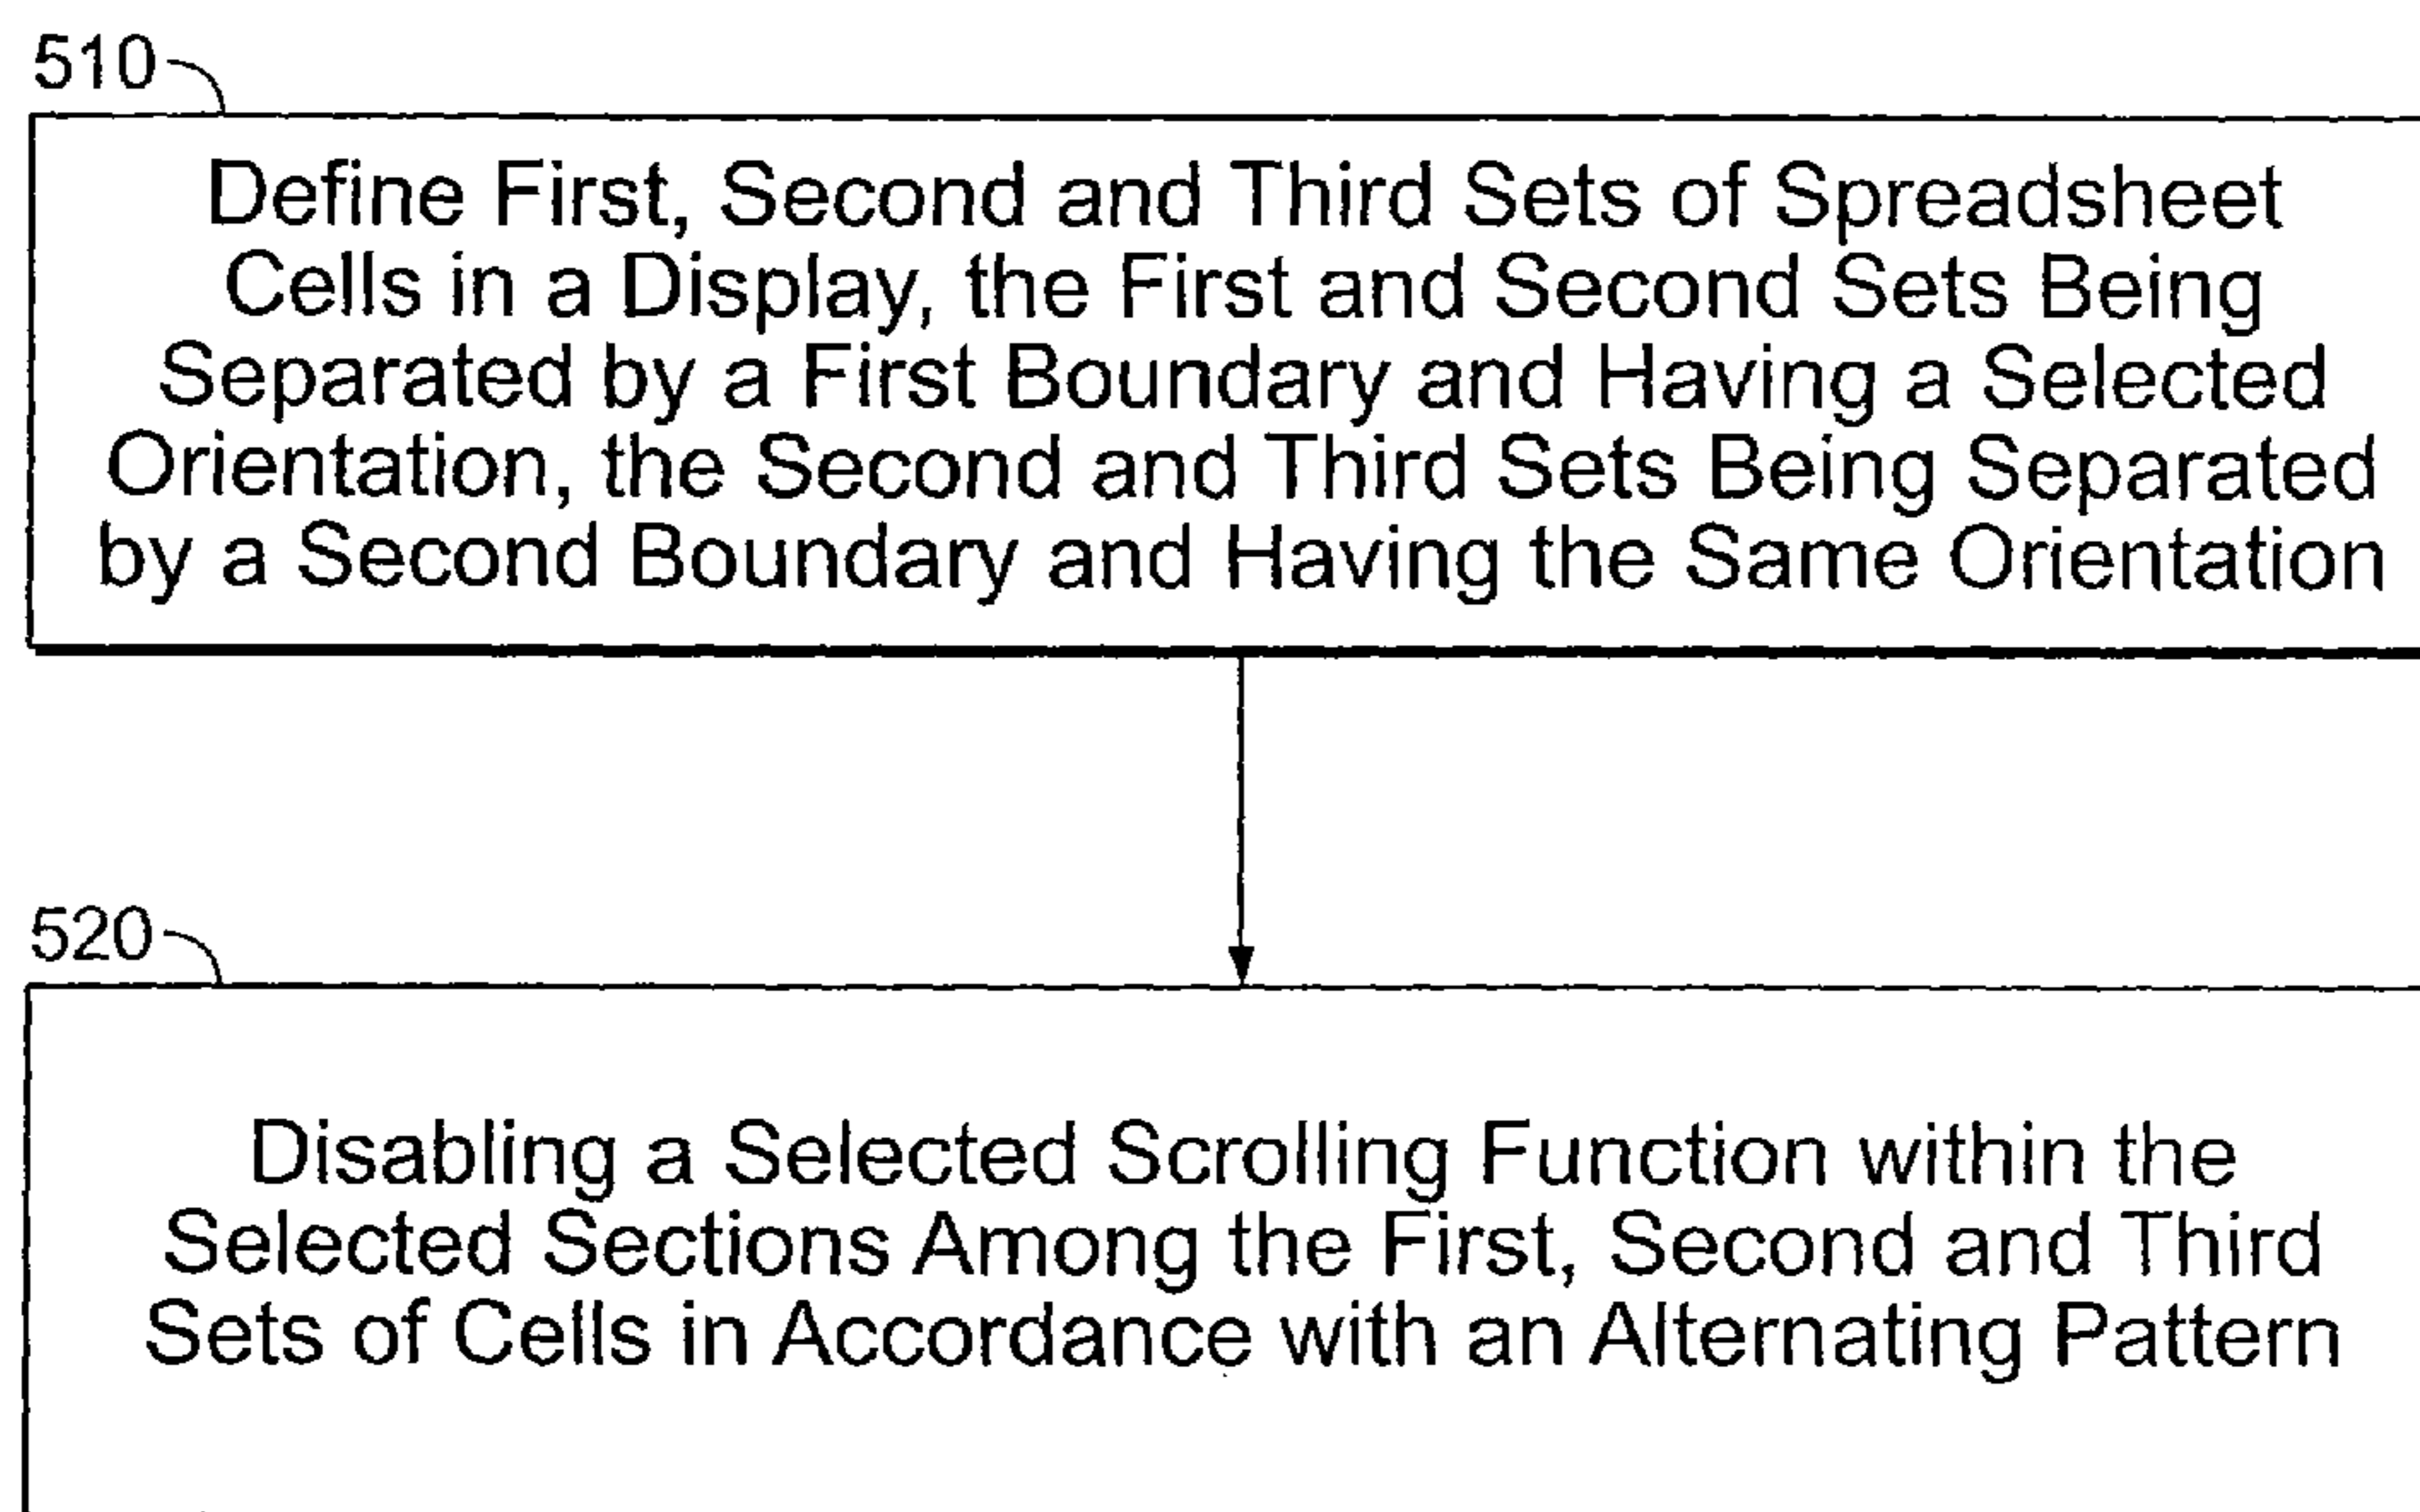 510
Define First, Second and Third Sets of Spreadsheet
Cells in a Display, the First and Second Sets Being
Separated by a First Boundary and Having a Selected
Orientation, the Second and Third Sets Being Separated
by a Second Boundary and Having the Same Orientation
520
Disabling a Selected Scrolling Function within the
Selected Sections Among the First, Second and Third
Sets of Cells in Accordance with an Alternating Pattern